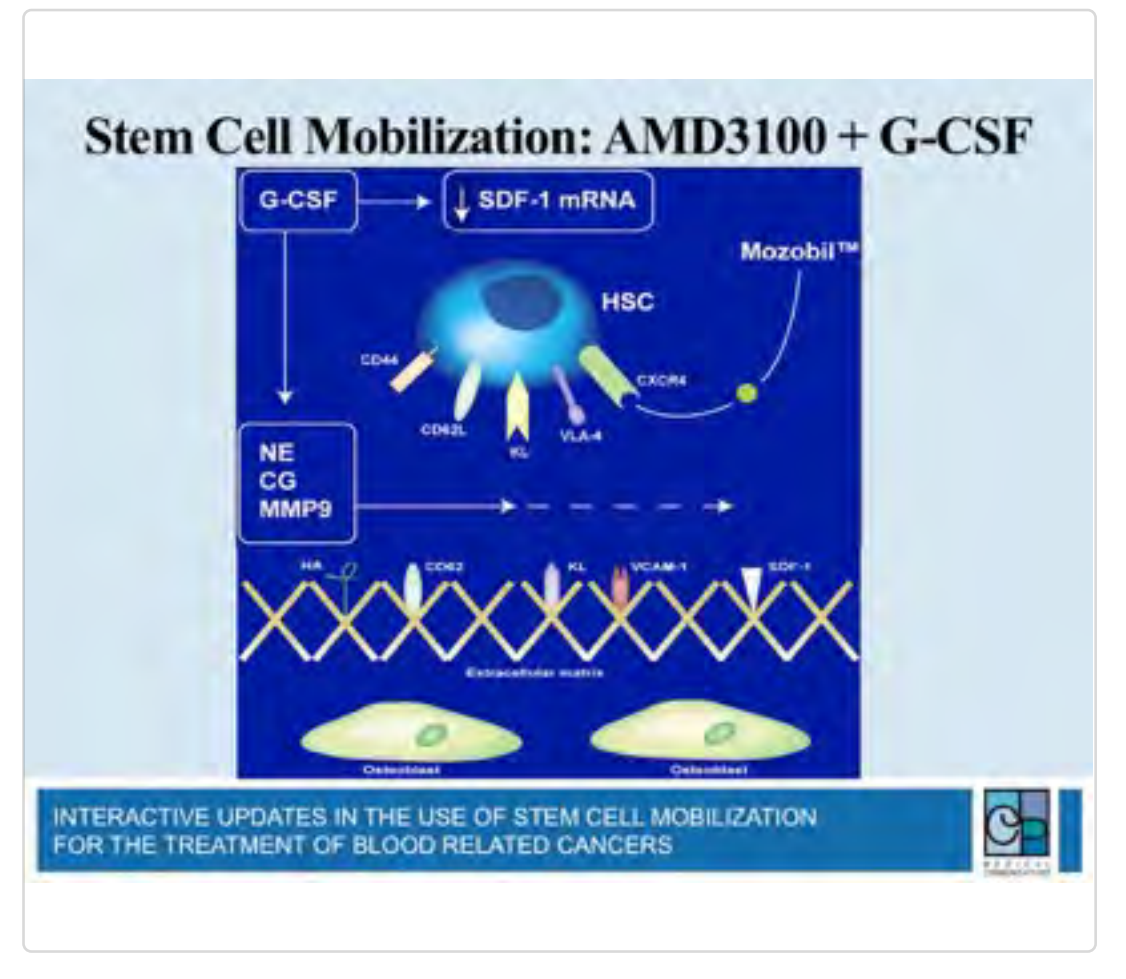 Stem Cell Mobilization: AMD3100 + G-CSF
G-CSF
SDF-1 mRNA
Mozobil™
HSC
CD44
CXCR4
CD62L
KL
VLA-4
NE
CG
MMP9
HA
CD62
KL
VCAM-1
SDF-1
Extracellular matrix
Osteoblast
Osteoblast
INTERACTIVE UPDATES IN THE USE OF STEM CELL MOBILIZATION
FOR THE TREATMENT OF BLOOD RELATED CANCERS
MEDICAL